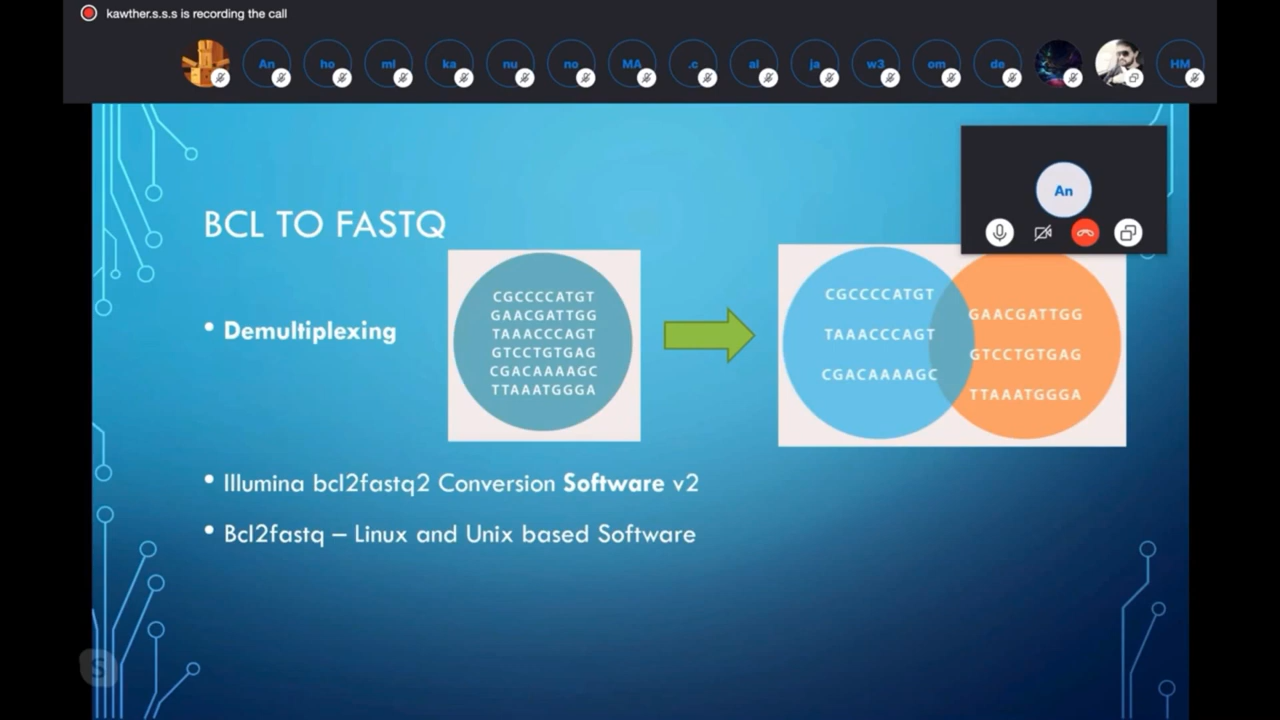 kawther.s.s.s is recording the call
An ho ml ka nu no MA .c al ja w3 om de HM
An
BCL TO FASTQ
• Demultiplexing
CGCCCCATGT
GAACGATTGG
TAAACCCAGT
GTCCTGTGAG
CGACAAAAGC
TTAAATGGGA
CGCCCCATGT
TAAACCCAGT
CGACAAAAGC
GAACGATTGG
GTCCTGTGAG
TTAAATGGGA
• Illumina bcl2fastq2 Conversion Software v2
• Bcl2fastq – Linux and Unix based Software
S